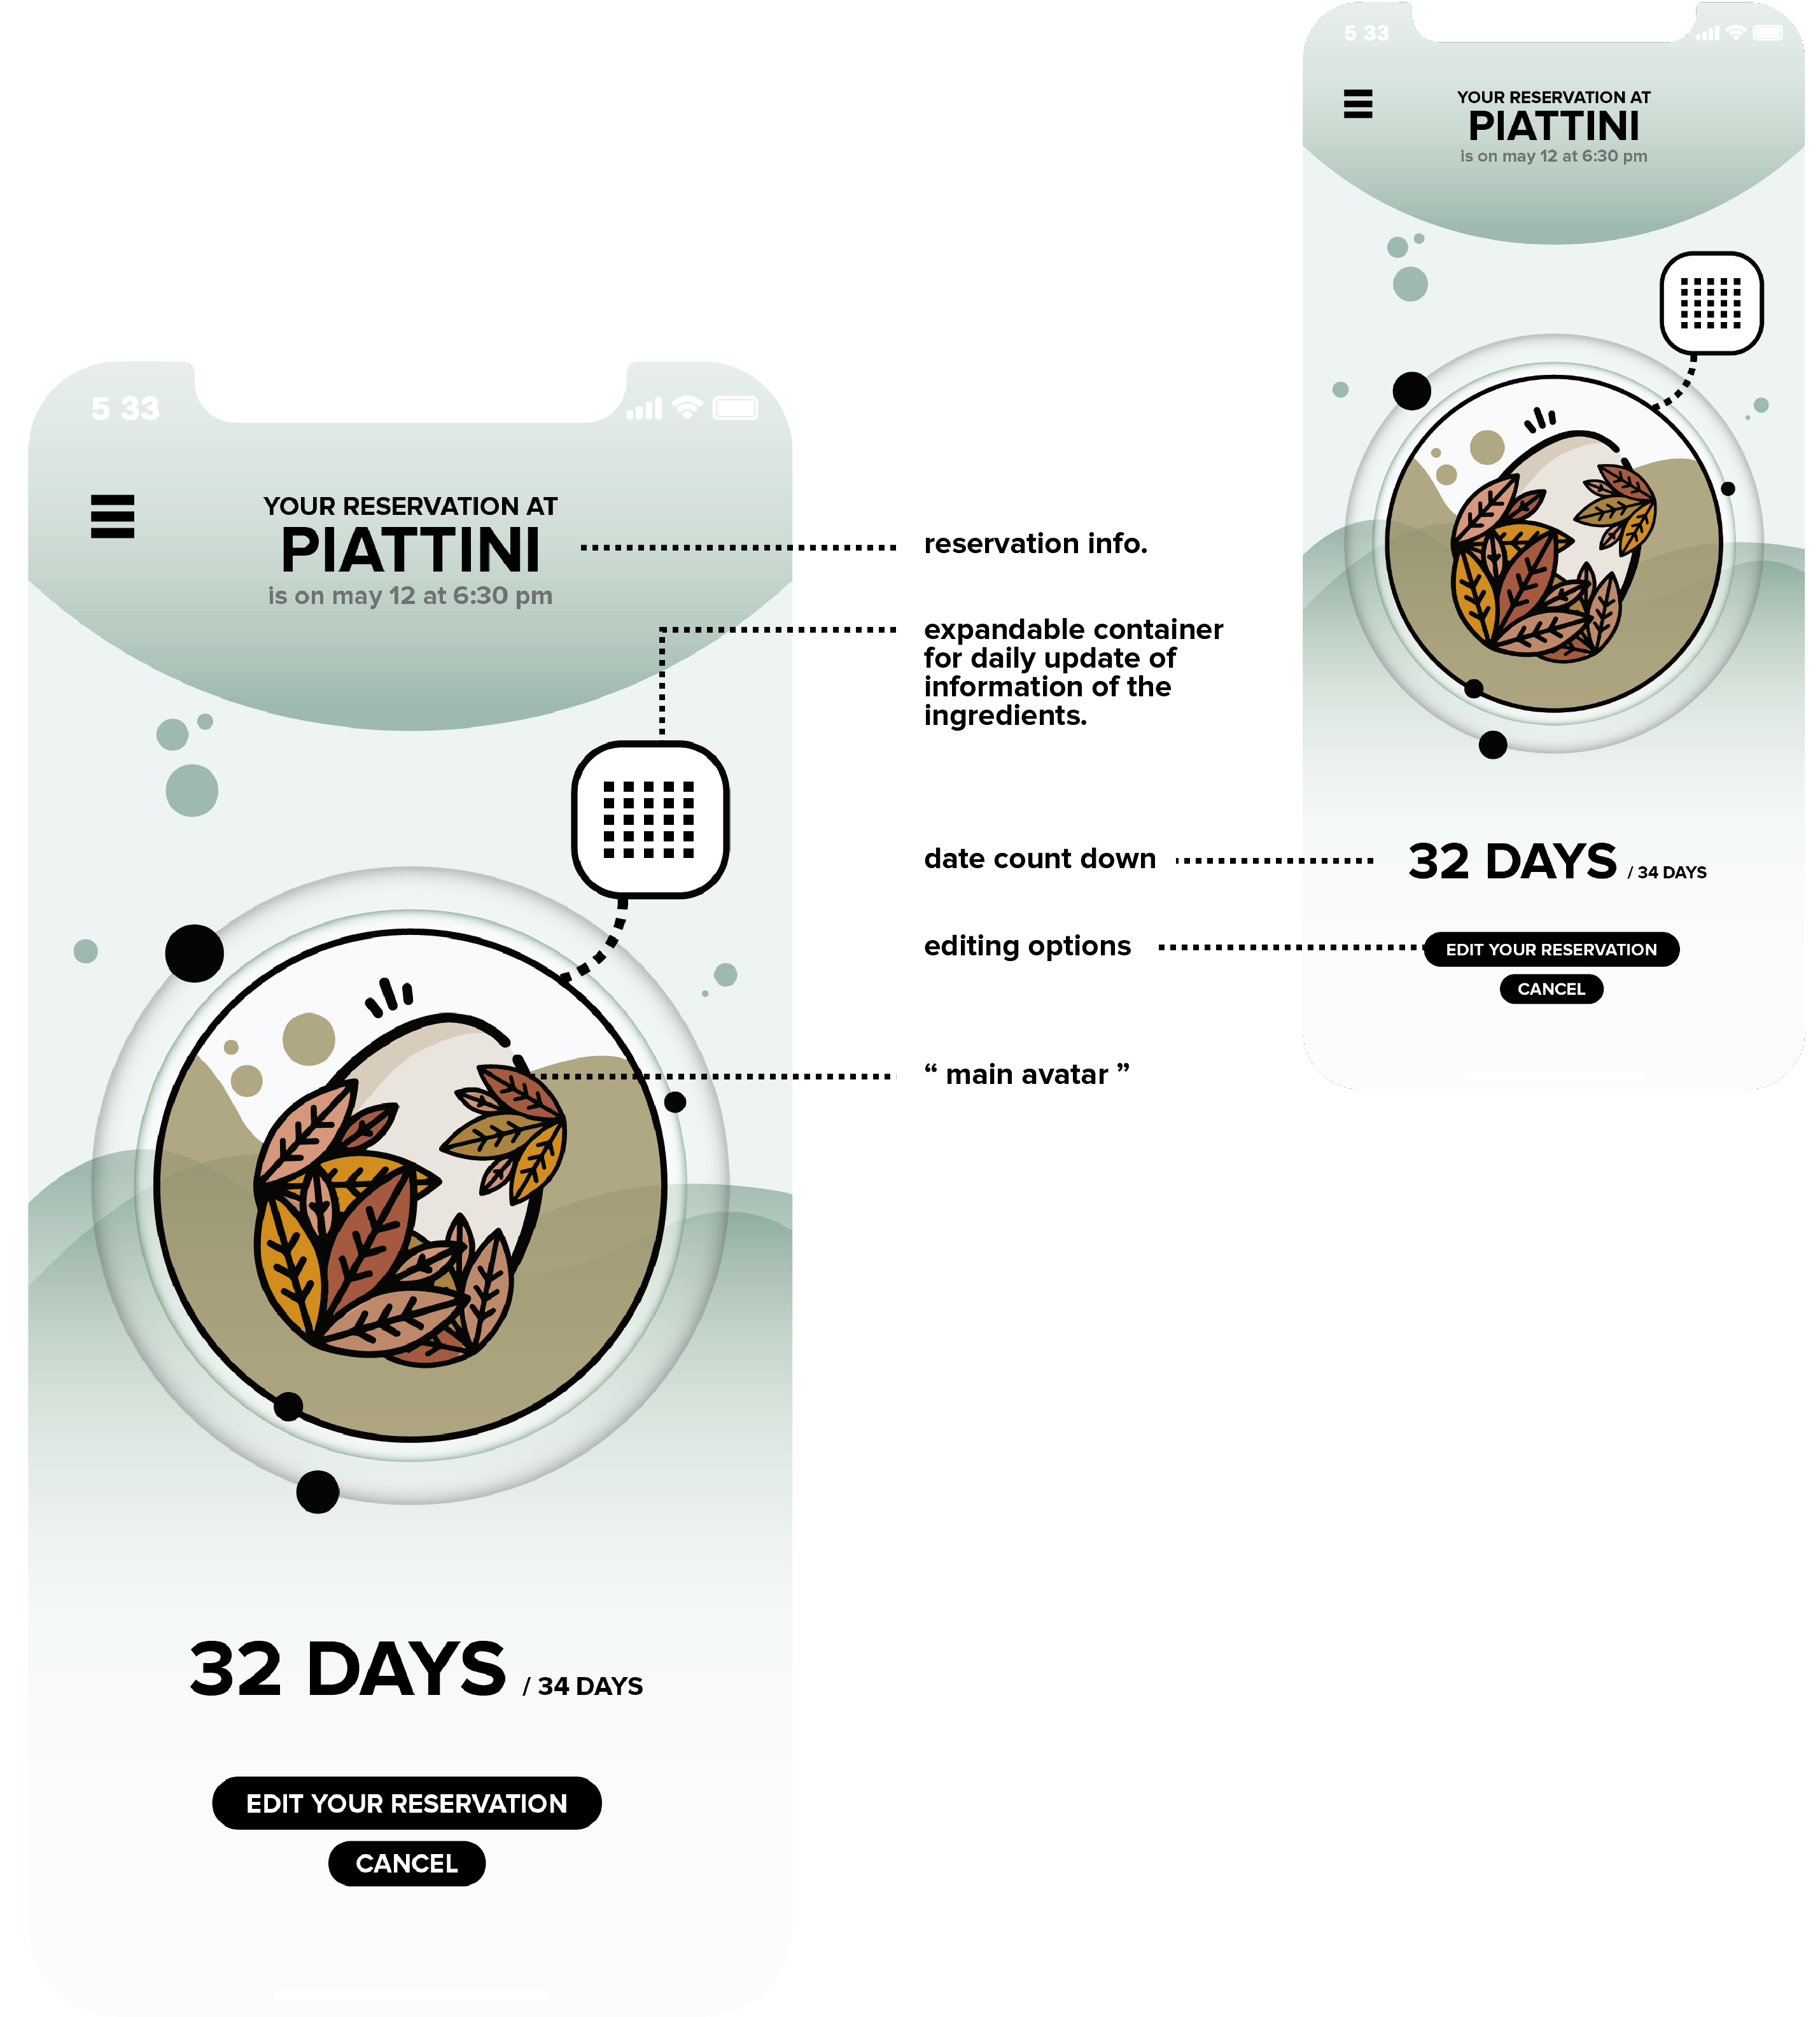 5 33
YOUR RESERVATION AT
PIATTINI
is on may 12 at 6:30 pm
32 DAYS / 34 DAYS
EDIT YOUR RESERVATION
CANCEL
reservation info.
expandable container
for daily update of
information of the
ingredients.
date count down
editing options
“ main avatar ”
5 33
YOUR RESERVATION AT
PIATTINI
is on may 12 at 6:30 pm
32 DAYS / 34 DAYS
EDIT YOUR RESERVATION
CANCEL